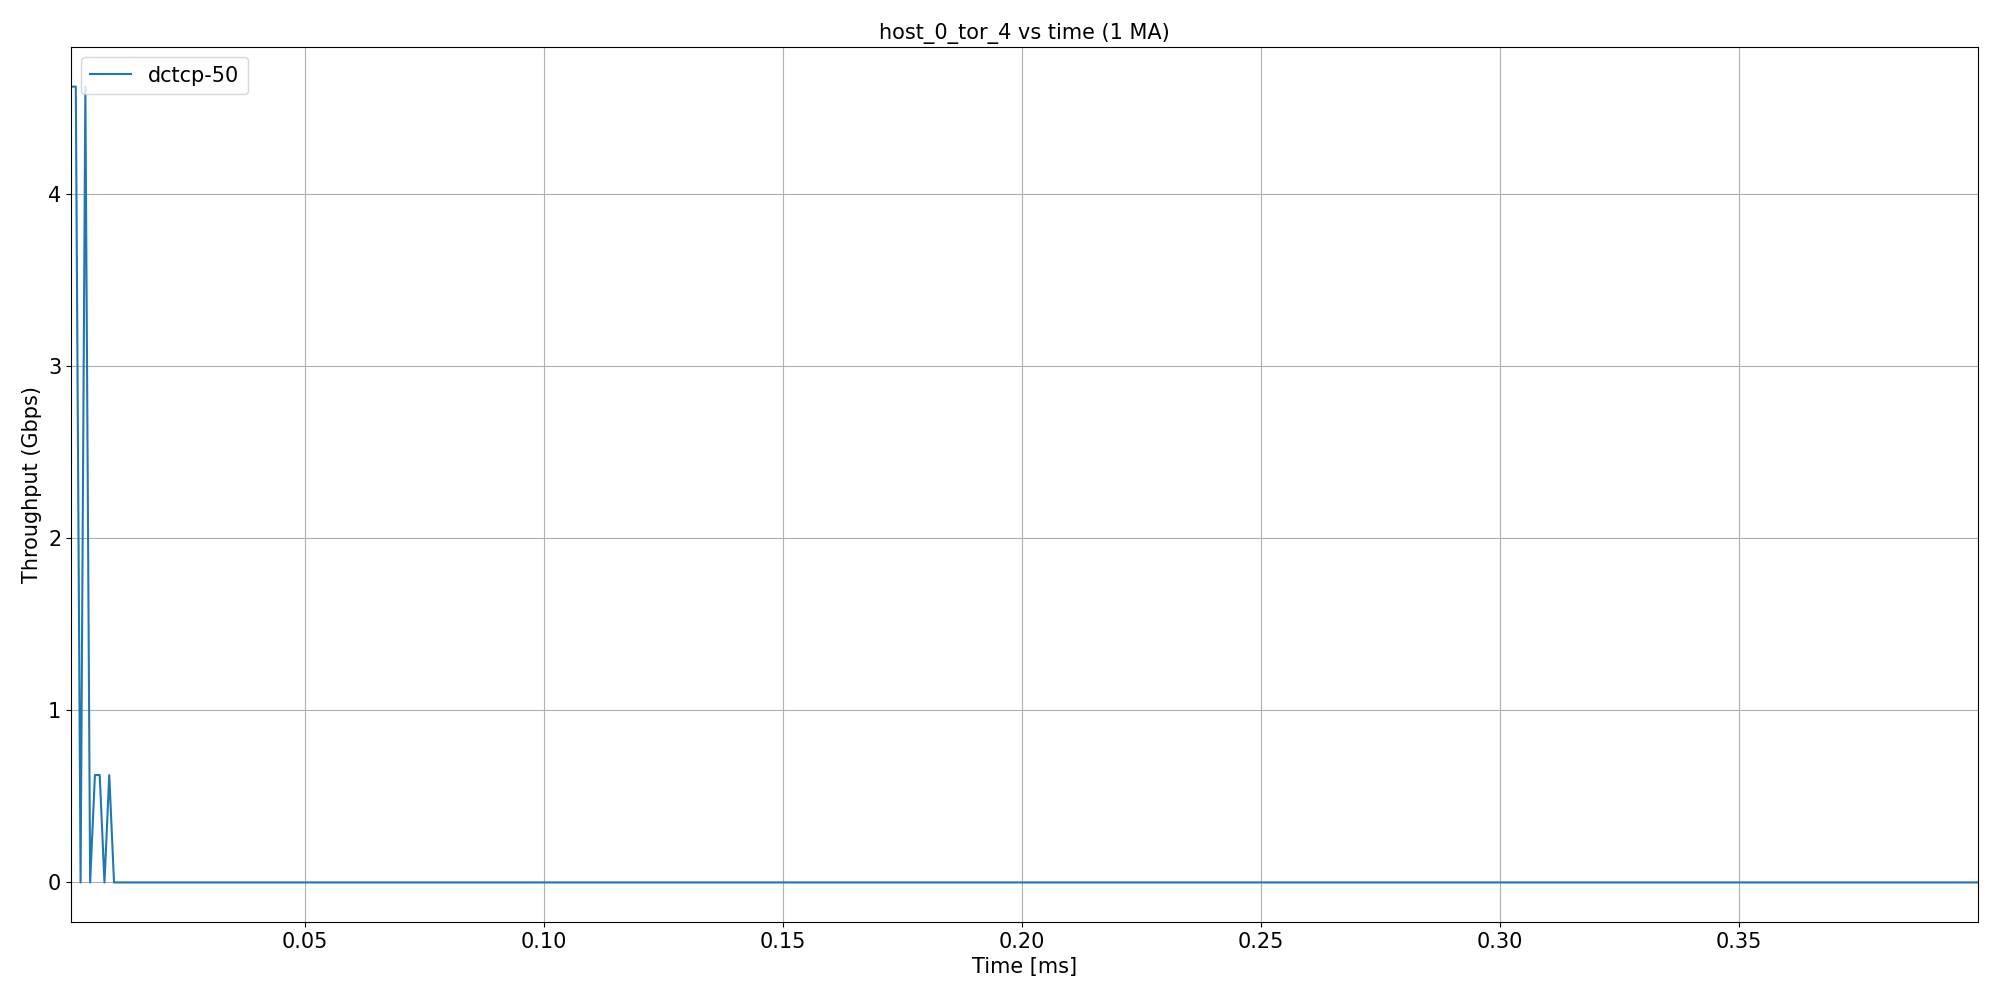 host_0_tor_4 vs time (1 MA)
dctcp-50
Throughput (Gbps)
4
3
2
1
0
0.05 0.10 0.15 0.20 0.25 0.30 0.35
Time [ms]